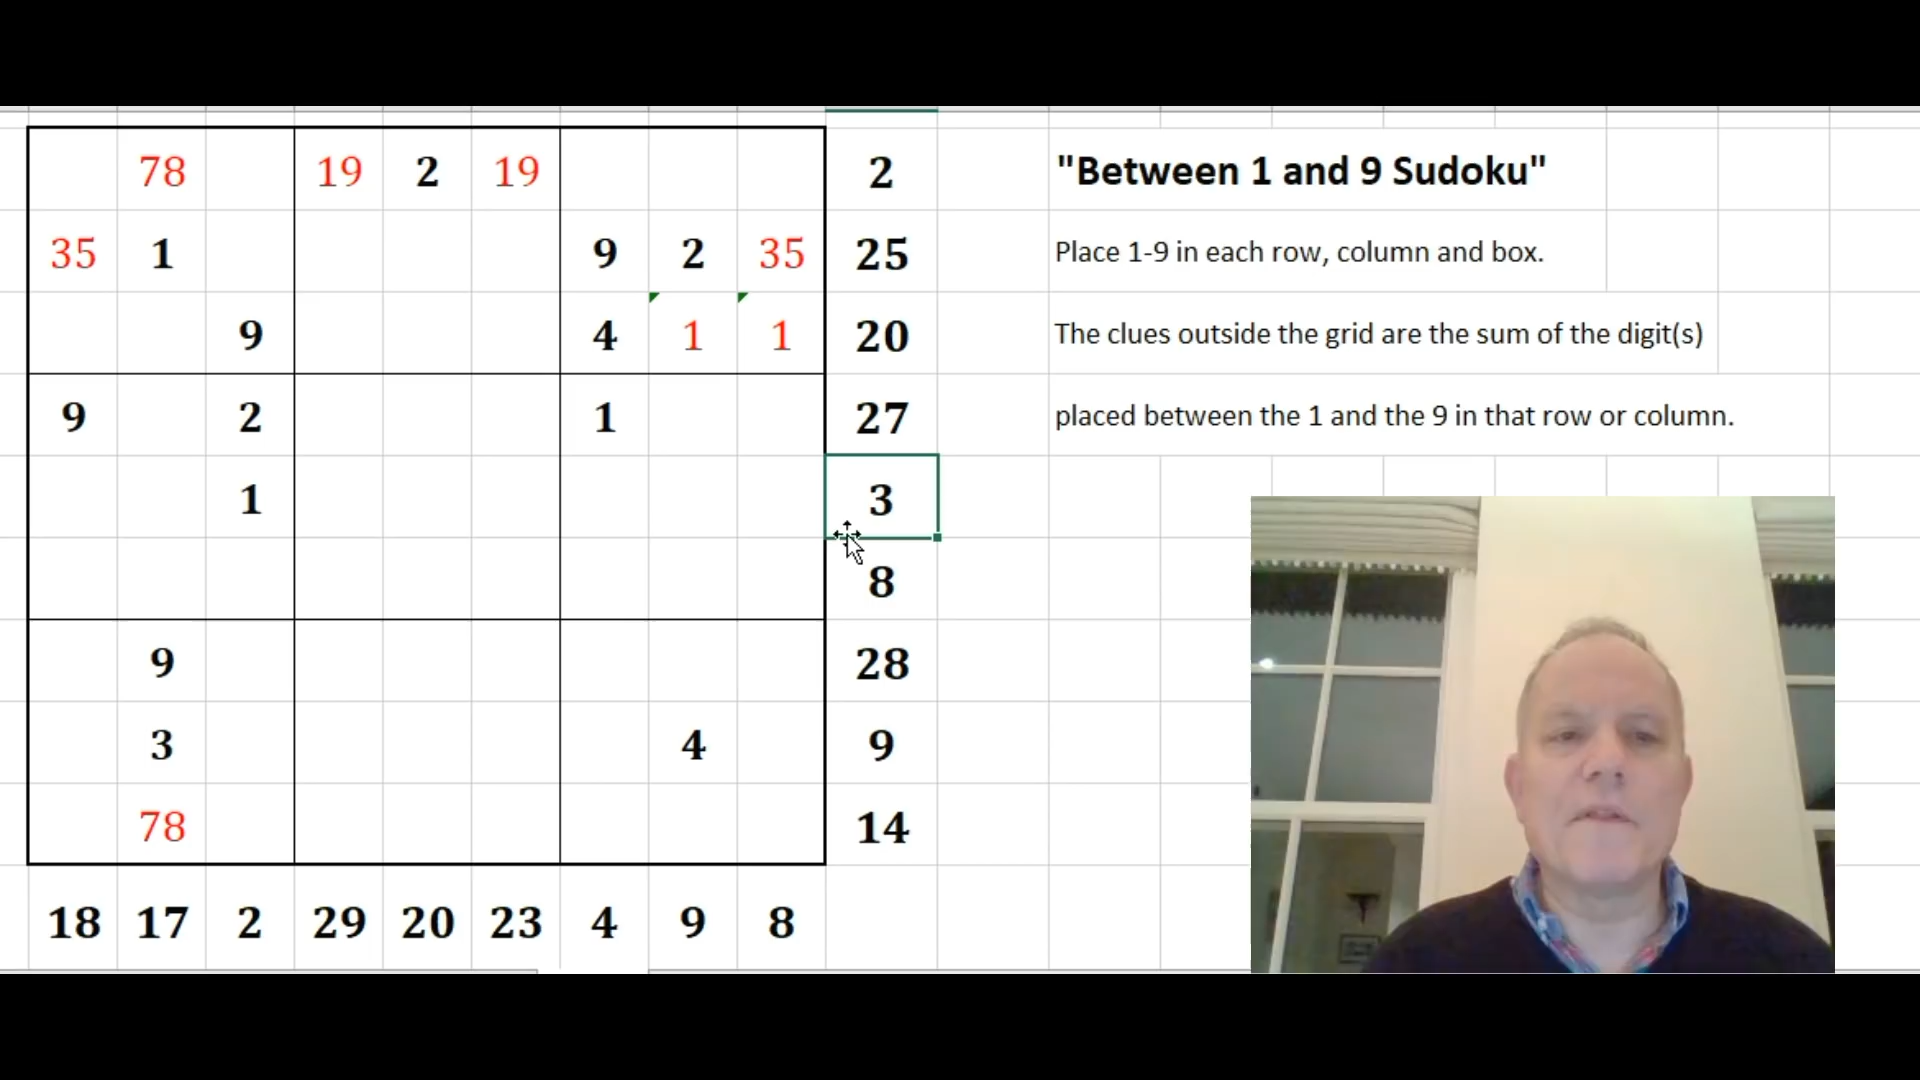 78 19 2 19 2
35 1 9 2 35 25
9 4 1 1 20
9 2 1 27
1 3
8
9 28
3 4 9
78 14
18 17 2 29 20 23 4 9 8
"Between 1 and 9 Sudoku"
Place 1-9 in each row, column and box.
The clues outside the grid are the sum of the digit(s)
placed between the 1 and the 9 in that row or column.